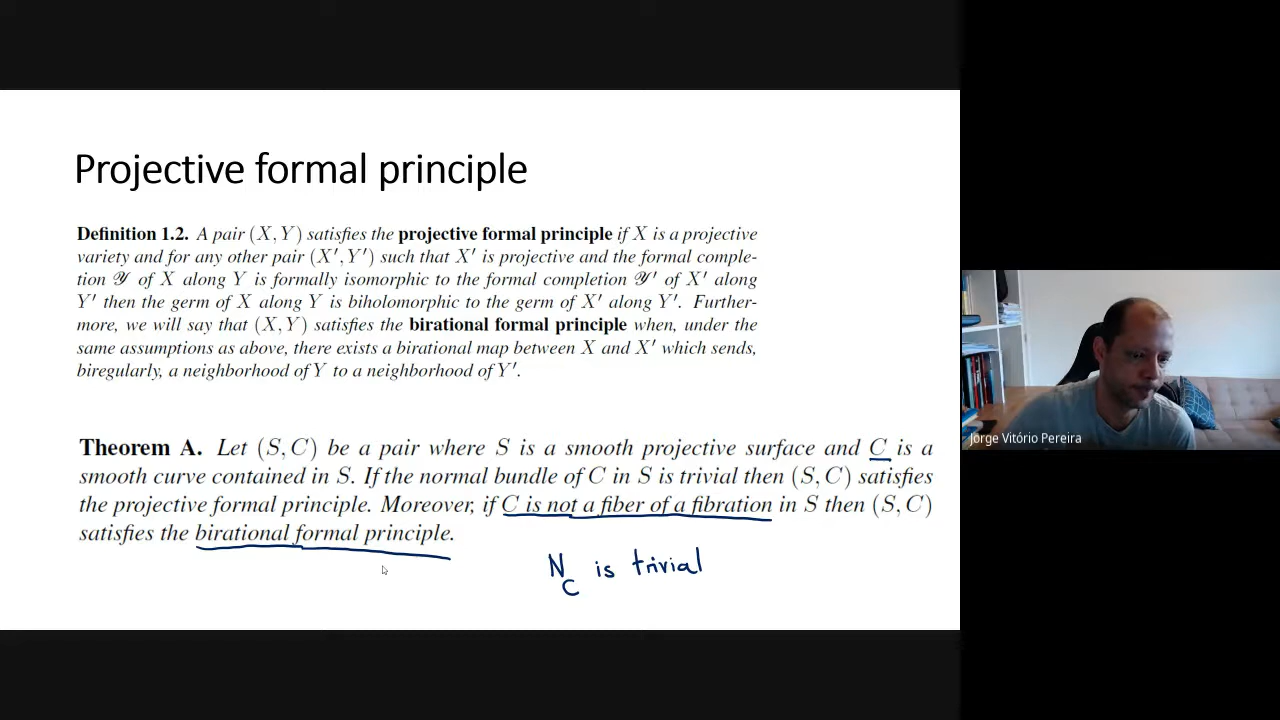 Projective formal principle
Definition 1.2. A pair (X, Y) satisfies the projective formal principle if X is a projective
variety and for any other pair (X′, Y′) such that X′ is projective and the formal comple-
tion 𝒴 of X along Y is formally isomorphic to the formal completion 𝒴′ of X′ along
Y′ then the germ of X along Y is biholomorphic to the germ of X′ along Y′. Further-
more, we will say that (X, Y) satisfies the birational formal principle when, under the
same assumptions as above, there exists a birational map between X and X′ which sends,
biregularly, a neighborhood of Y to a neighborhood of Y′.
Theorem A. Let (S, C) be a pair where S is a smooth projective surface and C is a
smooth curve contained in S. If the normal bundle of C in S is trivial then (S, C) satisfies
the projective formal principle. Moreover, if C is not a fiber of a fibration in S then (S, C)
satisfies the birational formal principle.
N_C is trivial
Jorge Vitório Pereira